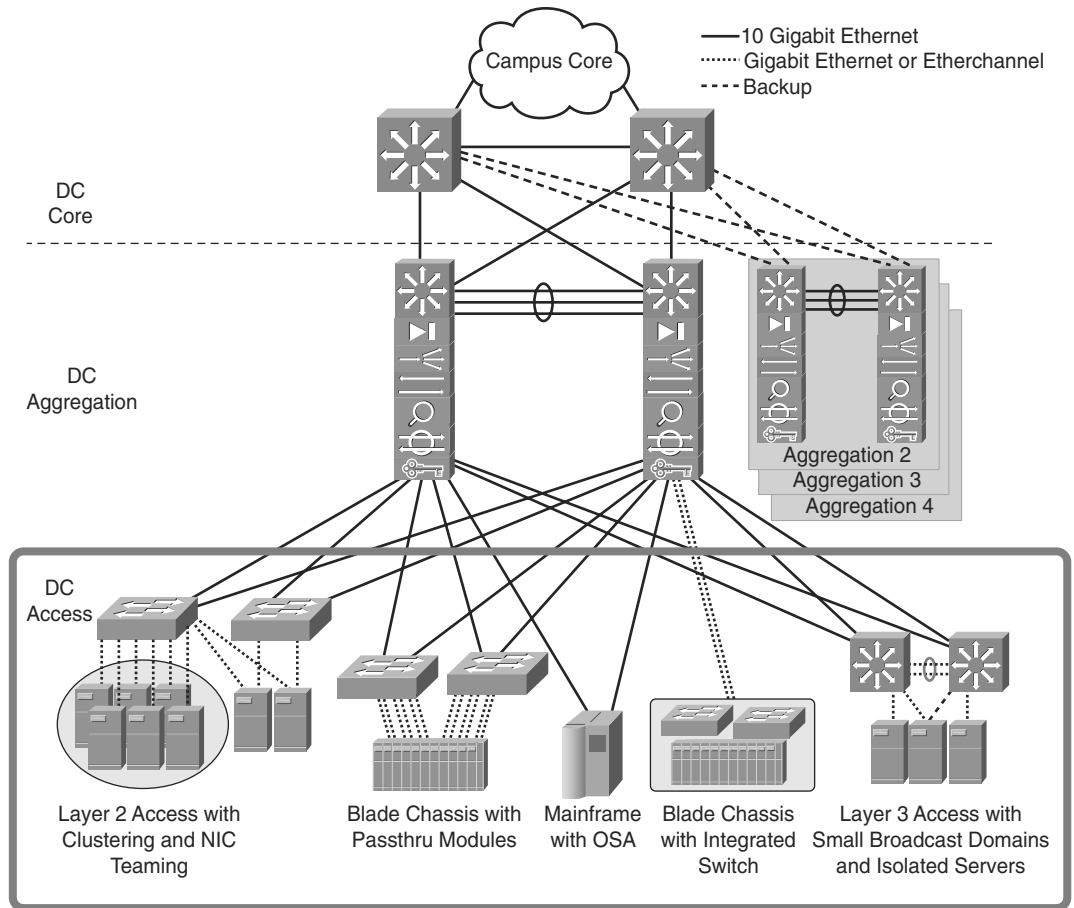 Campus Core
10 Gigabit Ethernet
Gigabit Ethernet or Etherchannel
Backup
DC
Core
DC
Aggregation
Aggregation 2
Aggregation 3
Aggregation 4
DC
Access
Layer 2 Access with
Clustering and NIC
Teaming
Blade Chassis with
Passthru Modules
Mainframe
with OSA
Blade Chassis
with Integrated
Switch
Layer 3 Access with
Small Broadcast Domains
and Isolated Servers